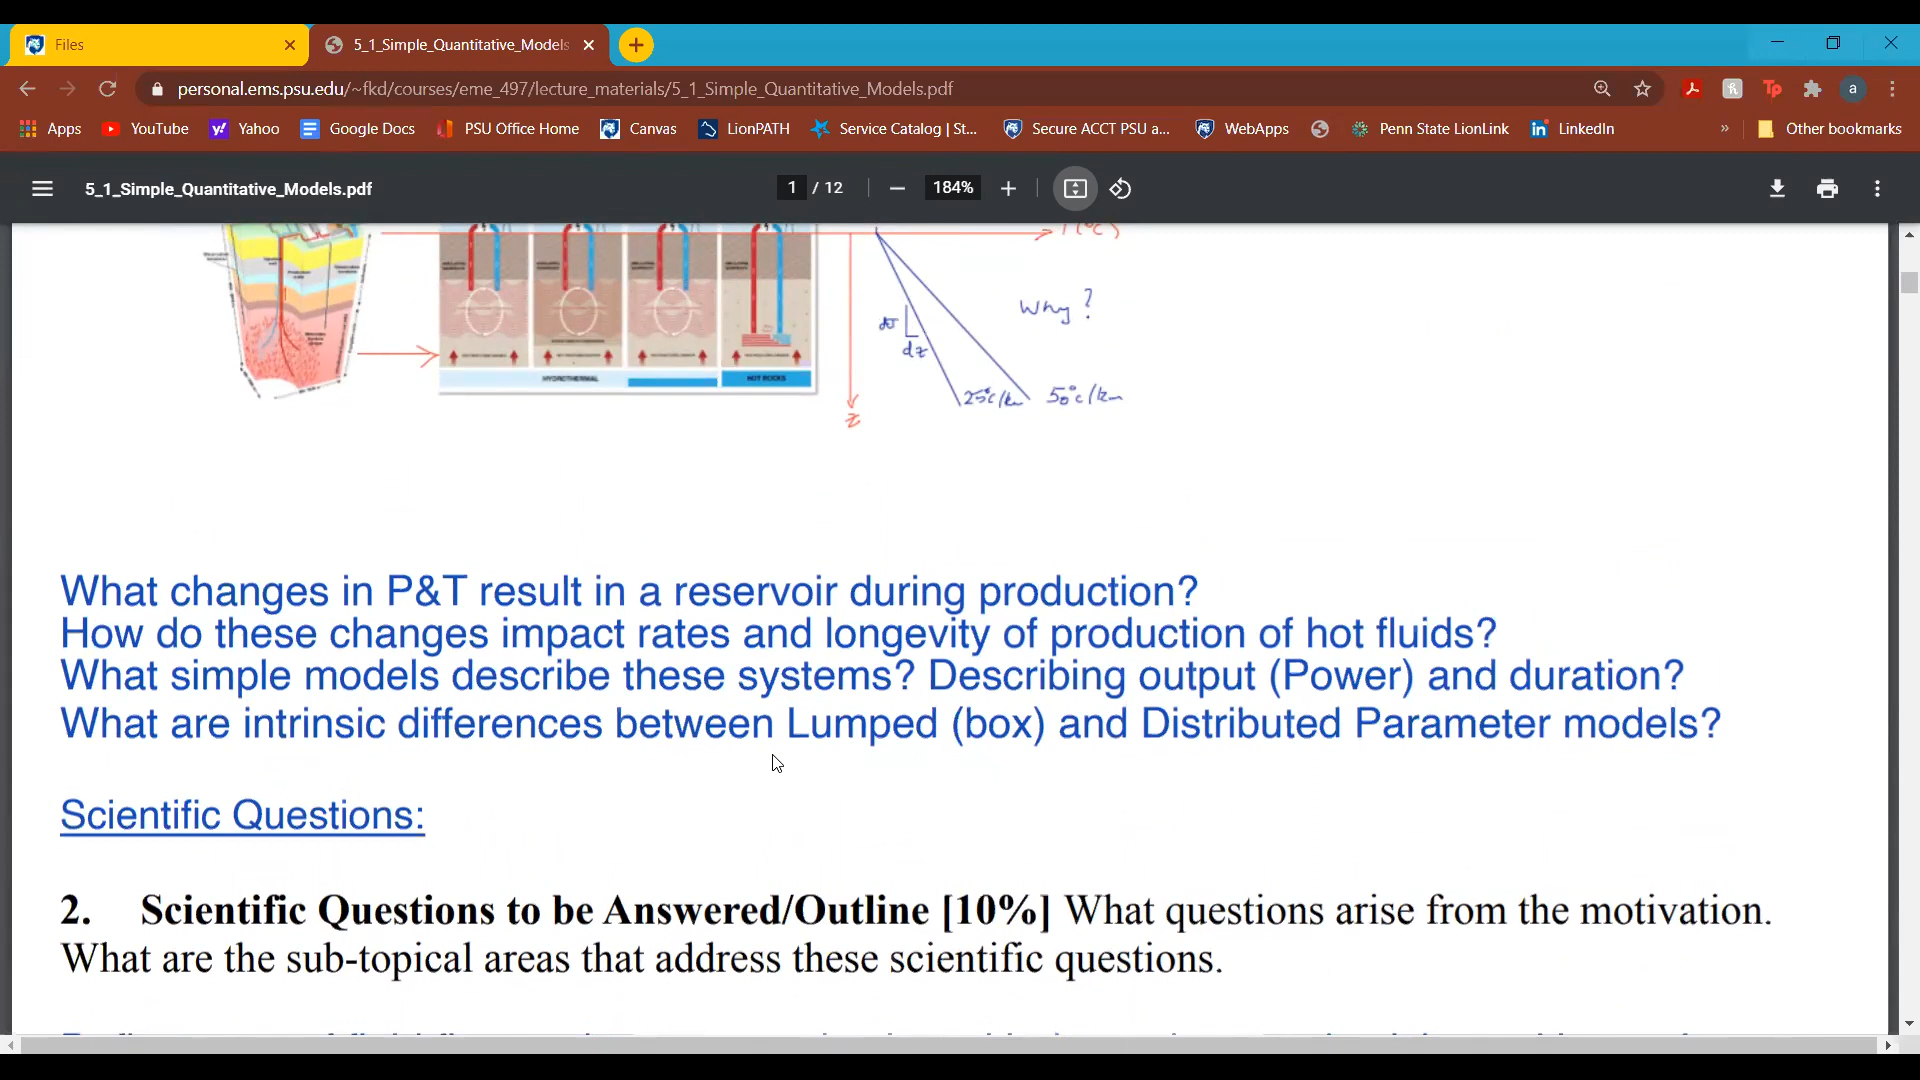 Files
5_1_Simple_Quantitative_Models
personal.ems.psu.edu/~fkd/courses/eme_497/lecture_materials/5_1_Simple_Quantitative_Models.pdf
a
Apps YouTube Yahoo Google Docs PSU Office Home Canvas LionPATH Service Catalog | St... Secure ACCT PSU a... WebApps Penn State LionLink LinkedIn » Other bookmarks
5_1_Simple_Quantitative_Models.pdf
1 / 12
184%
T(°C)
Why?
dT
dz
25°C/km 50°C/km
HYDROTHERMAL
HOT ROCKS
z
What changes in P&T result in a reservoir during production?
How do these changes impact rates and longevity of production of hot fluids?
What simple models describe these systems? Describing output (Power) and duration?
What are intrinsic differences between Lumped (box) and Distributed Parameter models?
Scientific Questions:
2. Scientific Questions to be Answered/Outline [10%] What questions arise from the motivation.
What are the sub-topical areas that address these scientific questions.